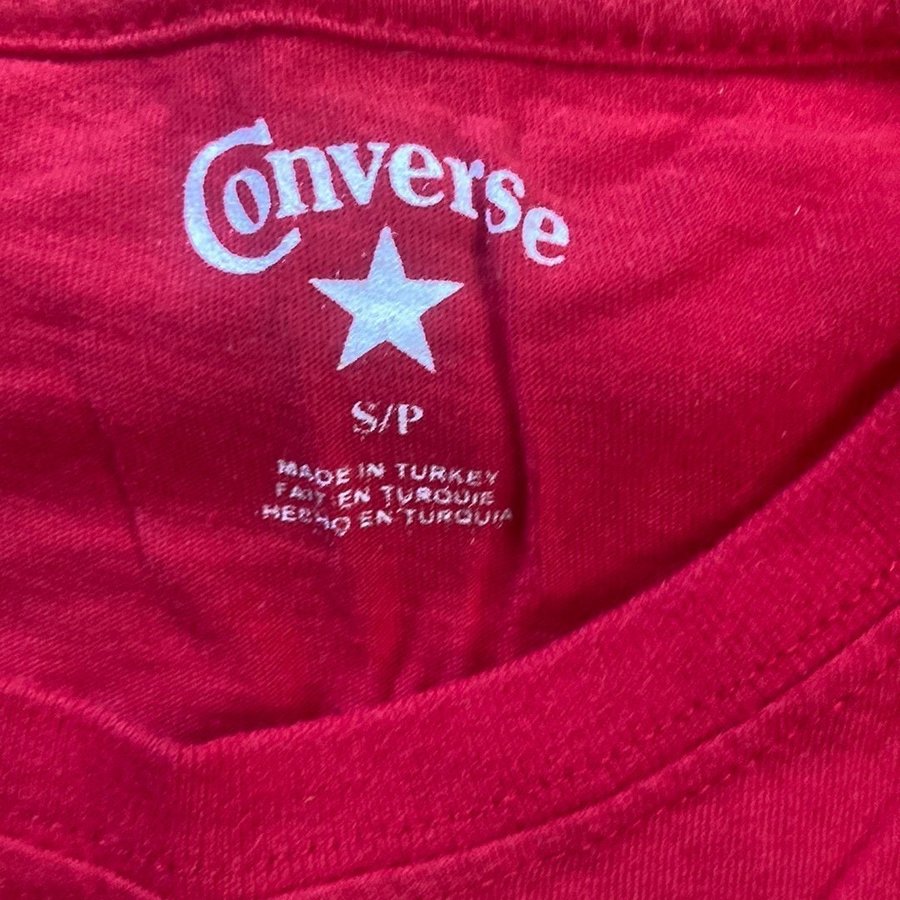 Converse
S/P
MADE IN TURKEY
FAIT EN TURQUIE
HECHO EN TURQUIA